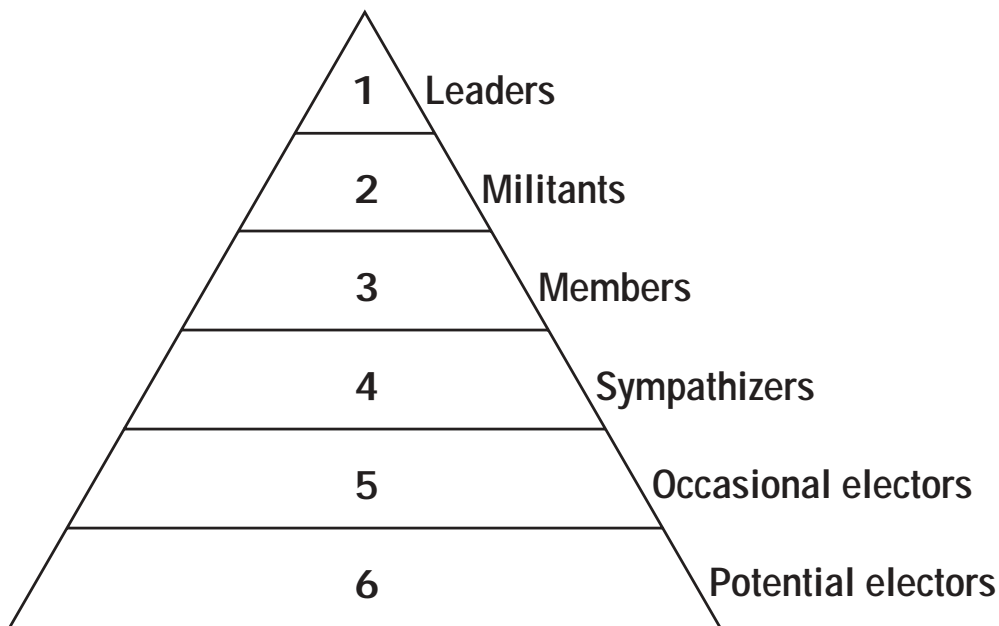 1 Leaders
2 Militants
3 Members
4 Sympathizers
5 Occasional electors
6 Potential electors